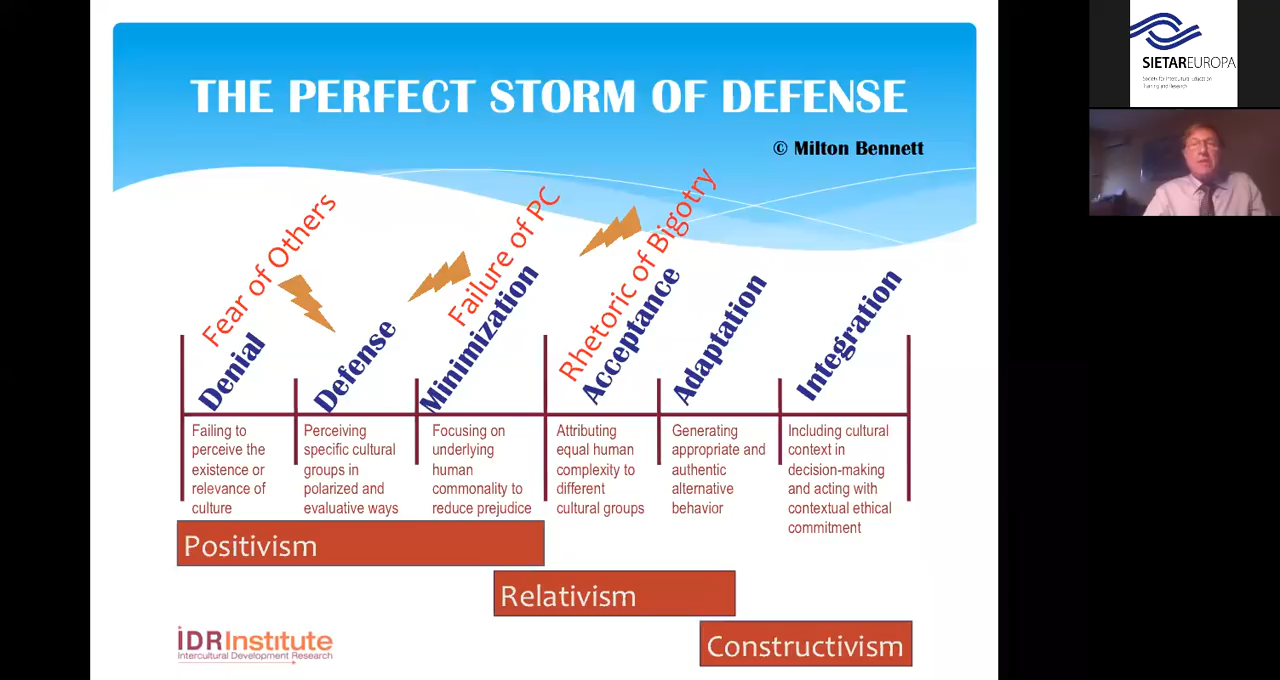 THE PERFECT STORM OF DEFENSE
© Milton Bennett
Fear of Others
Failure of PC
Rhetoric of Bigotry
Denial
Defense
Minimization
Acceptance
Adaptation
Integration
Failing to
perceive the
existence or
relevance of
culture
Perceiving
specific cultural
groups in
polarized and
evaluative ways
Focusing on
underlying
human
commonality to
reduce prejudice
Attributing
equal human
complexity to
different
cultural groups
Generating
appropriate and
authentic
alternative
behavior
Including cultural
context in
decision-making
and acting with
contextual ethical
commitment
Positivism
Relativism
Constructivism
IDRInstitute
Intercultural Development Research
SIETAREUROPA
Society for Intercultural Education
Training and Research